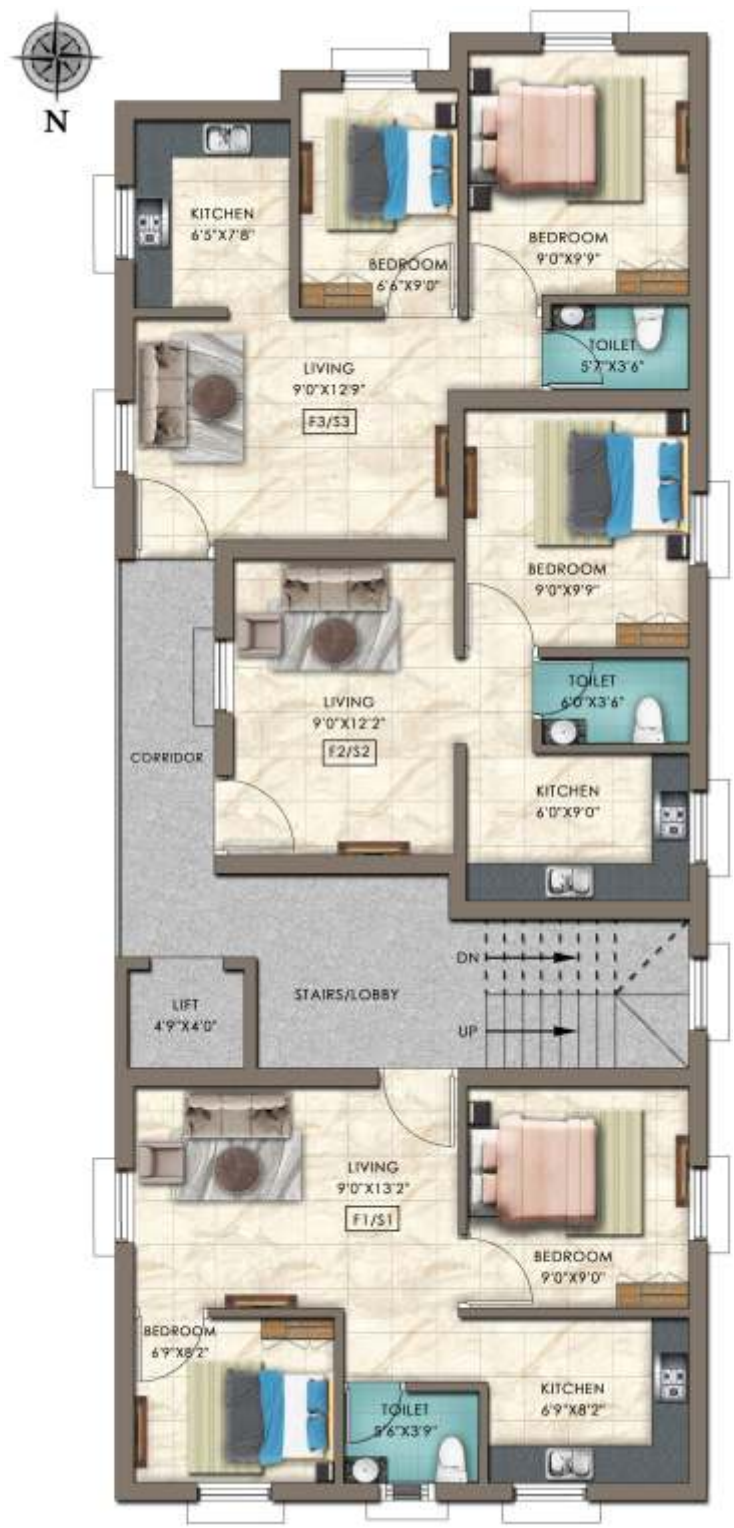 N
KITCHEN
6'5"X7'8"
BEDROOM
6'6"X9'0"
BEDROOM
9'0"X9'9"
TOILET
5'7"X3'6"
LIVING
9'0"X12'9"
F3/S3
BEDROOM
9'0"X9'9"
TOILET
6'0"X3'6"
LIVING
9'0"X12'2"
F2/S2
CORRIDOR
KITCHEN
6'0"X9'0"
DN
STAIRS/LOBBY
LIFT
4'9"X4'0"
UP
LIVING
9'0"X13'2"
F1/S1
BEDROOM
9'0"X9'0"
BEDROOM
6'9"X8'2"
KITCHEN
6'9"X8'2"
TOILET
5'6"X3'9"